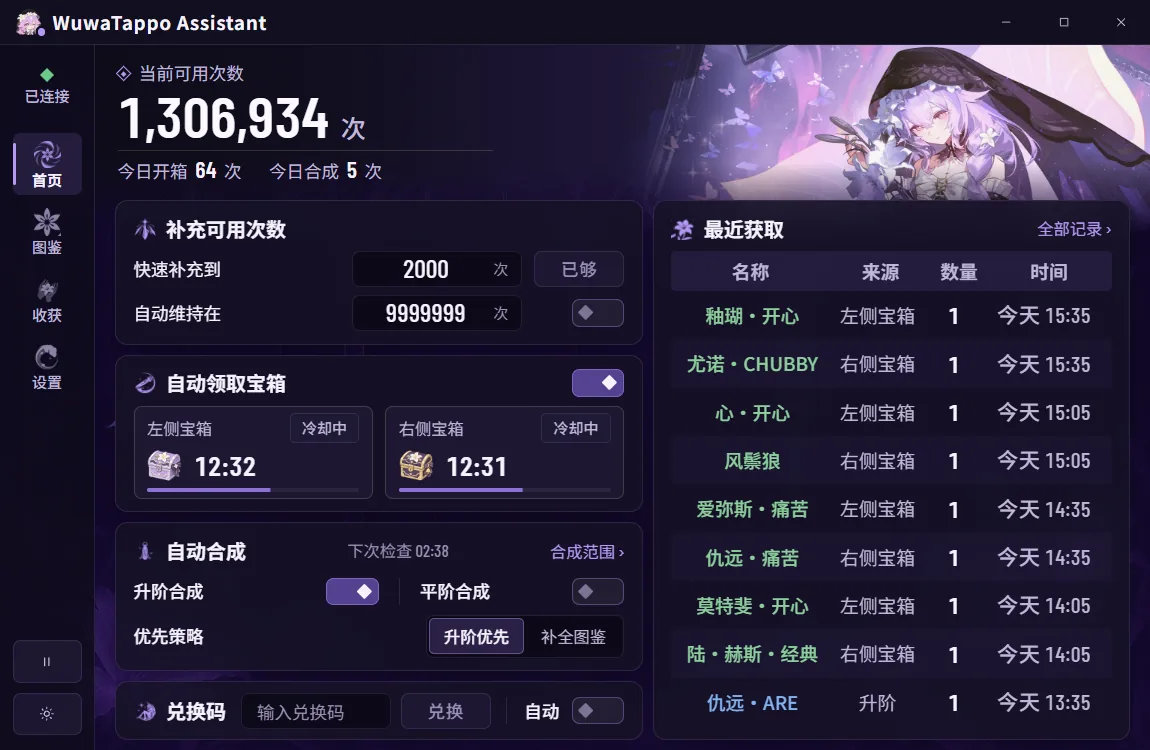 WuwaTappo Assistant
已连接
首页
图鉴
收获
设置
当前可用次数
1,306,934 次
今日开箱 64 次 今日合成 5 次
补充可用次数
快速补充到 2000 次 已够
自动维持在 9999999 次
自动领取宝箱
左侧宝箱 冷却中
12:32
右侧宝箱 冷却中
12:31
自动合成 下次检查 02:38 合成范围 ›
升阶合成 平阶合成
优先策略 升阶优先 补全图鉴
兑换码 输入兑换码 兑换 自动
最近获取 全部记录 ›
名称 来源 数量 时间
釉瑚・开心 左侧宝箱 1 今天 15:35
尤诺・CHUBBY 右侧宝箱 1 今天 15:35
心・开心 左侧宝箱 1 今天 15:05
风鬃狼 右侧宝箱 1 今天 15:05
爱弥斯・痛苦 左侧宝箱 1 今天 14:35
仇远・痛苦 右侧宝箱 1 今天 14:35
莫特斐・开心 左侧宝箱 1 今天 14:05
陆・赫斯・经典 右侧宝箱 1 今天 14:05
仇远・ARE 升阶 1 今天 13:35